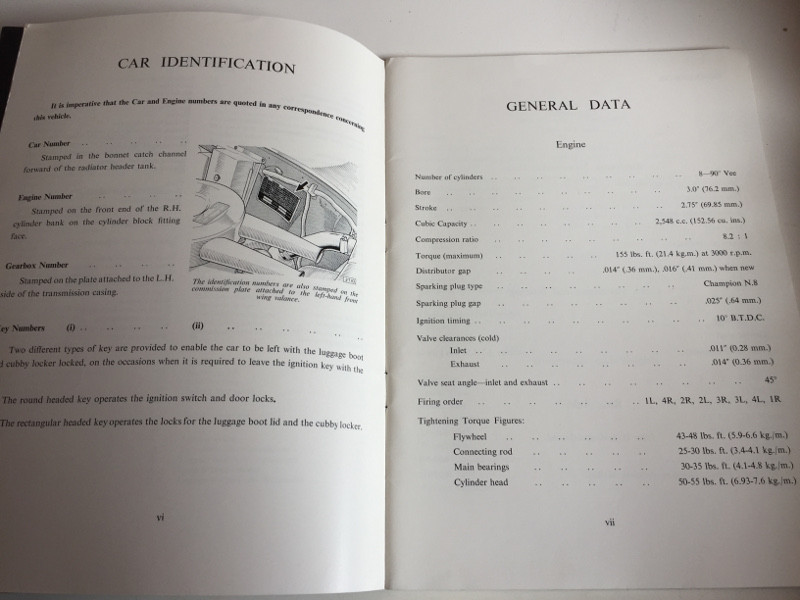 CAR IDENTIFICATION
It is imperative that the Car and Engine numbers are quoted in any correspondence concerning
this vehicle.
Car Number .. .. .. .. ..
Stamped in the bonnet catch channel
forward of the radiator header tank.
Engine Number .. .. .. ..
Stamped on the front end of the R.H.
cylinder bank on the cylinder block fitting
face.
Gearbox Number .. .. .. ..
Stamped on the plate attached to the L.H.
side of the transmission casing.
The identification numbers are also stamped on the
commission plate attached to the left-hand front
wing valance.
ey Numbers (i) .. .. .. .. (ii) .. .. .. .. .. ..
Two different types of key are provided to enable the car to be left with the luggage boot
d cubby locker locked, on the occasions when it is required to leave the ignition key with the
The round headed key operates the ignition switch and door locks.
The rectangular headed key operates the locks for the luggage boot lid and the cubby locker.
vi
GENERAL DATA
Engine
Number of cylinders .. .. .. .. .. .. .. .. 8—90° Vee
Bore .. .. .. .. .. .. .. .. .. 3.0" (76.2 mm.)
Stroke .. .. .. .. .. .. .. .. .. 2.75" (69.85 mm.)
Cubic Capacity .. .. .. .. .. .. .. 2,548 c.c. (152.56 cu. ins.)
Compression ratio .. .. .. .. .. .. .. .. 8.2 : 1
Torque (maximum) .. .. .. .. .. 155 lbs. ft. (21.4 kg.m.) at 3000 r.p.m.
Distributor gap .. .. .. .. .014" (.36 mm.), .016" (.41 mm.) when new
Sparking plug type .. .. .. .. .. .. .. Champion N.8
Sparking plug gap .. .. .. .. .. .. .. .025" (.64 mm.)
Ignition timing .. .. .. .. .. .. .. .. 10° B.T.D.C.
Valve clearances (cold)
Inlet .. .. .. .. .. .. .. .. .011" (0.28 mm.)
Exhaust .. .. .. .. .. .. .. .014" (0.36 mm.)
Valve seat angle—inlet and exhaust .. .. .. .. .. .. .. 45°
Firing order .. .. .. .. .. .. .. 1L, 4R, 2R, 2L, 3R, 3L, 4L, 1R
Tightening Torque Figures:
Flywheel .. .. .. .. .. 43-48 lbs. ft. (5.9-6.6 kg./m.)
Connecting rod .. .. .. .. .. 25-30 lbs. ft. (3.4-4.1 kg./m.)
Main bearings .. .. .. .. .. 30-35 lbs. ft. (4.1-4.8 kg./m.)
Cylinder head .. .. .. .. .. 50-55 lbs. ft. (6.93-7.6 kg./m.)
vii